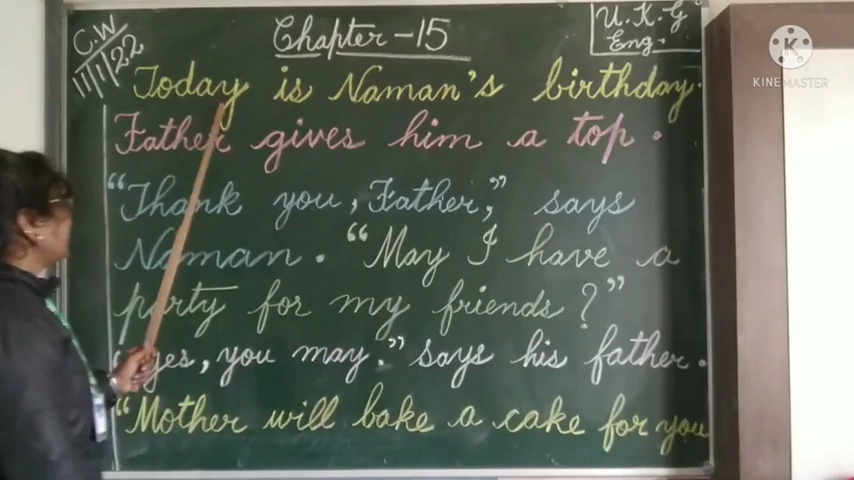 C.W
11/1/22
Chapter - 15
U.K.G
Eng.
Today is Naman's birthday.
Father gives him a top.
"Thank you, Father," says
Naman. "May I have a
party for my friends?"
"yes, you may." says his father.
"Mother will bake a cake for you
KINEMASTER